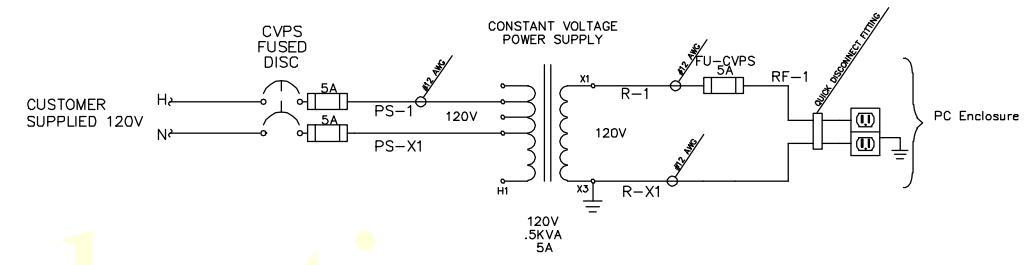 CVPS
FUSED
DISC
CONSTANT VOLTAGE
POWER SUPPLY
CUSTOMER
SUPPLIED 120V
H
N
5A
5A
PS-1
PS-X1
#12 AWG
120V
H1
X1
X3
120V
120V
.5KVA
5A
R-1
#12 AWG
FU-CVPS
5A
RF-1
R-X1
#12 AWG
QUICK DISCONNECT FITTING
PC Enclosure